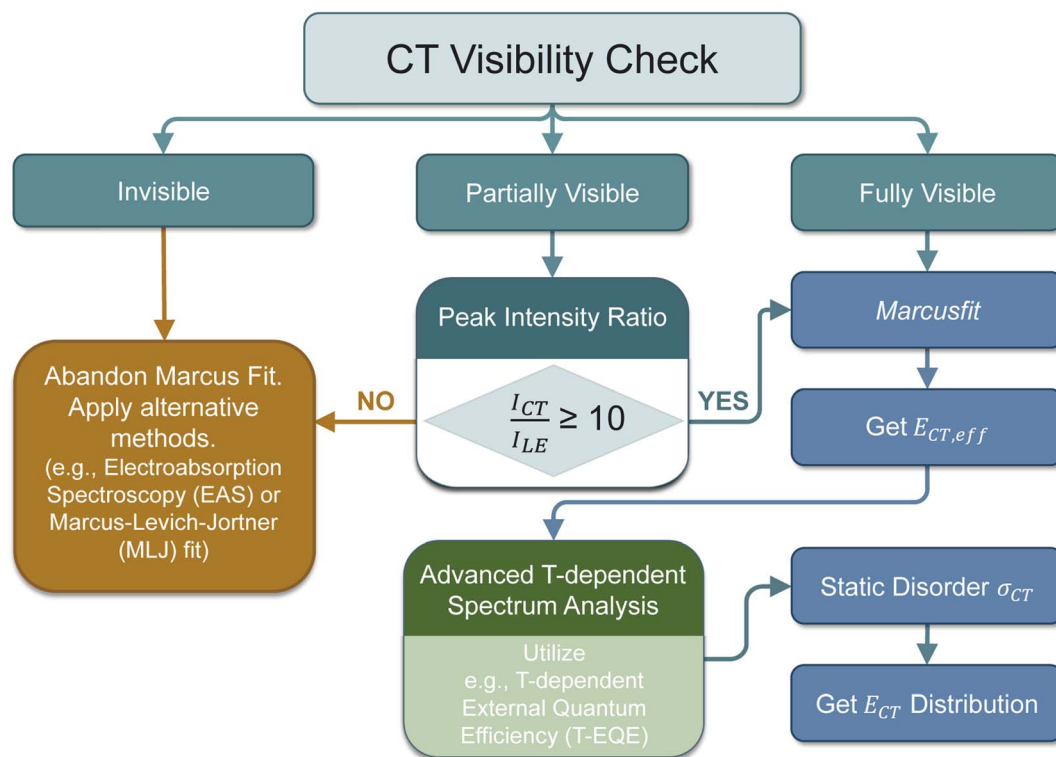 CT Visibility Check
Invisible
Partially Visible
Fully Visible
Peak Intensity Ratio
Marcusfit
Abandon Marcus Fit.
Apply alternative
methods.
(e.g., Electroabsorption
Spectroscopy (EAS) or
Marcus-Levich-Jortner
(MLJ) fit)
NO
I_CT / I_LE ≥ 10
YES
Get E_CT,eff
Advanced T-dependent
Spectrum Analysis
Utilize
e.g., T-dependent
External Quantum
Efficiency (T-EQE)
Static Disorder σ_CT
Get E_CT Distribution